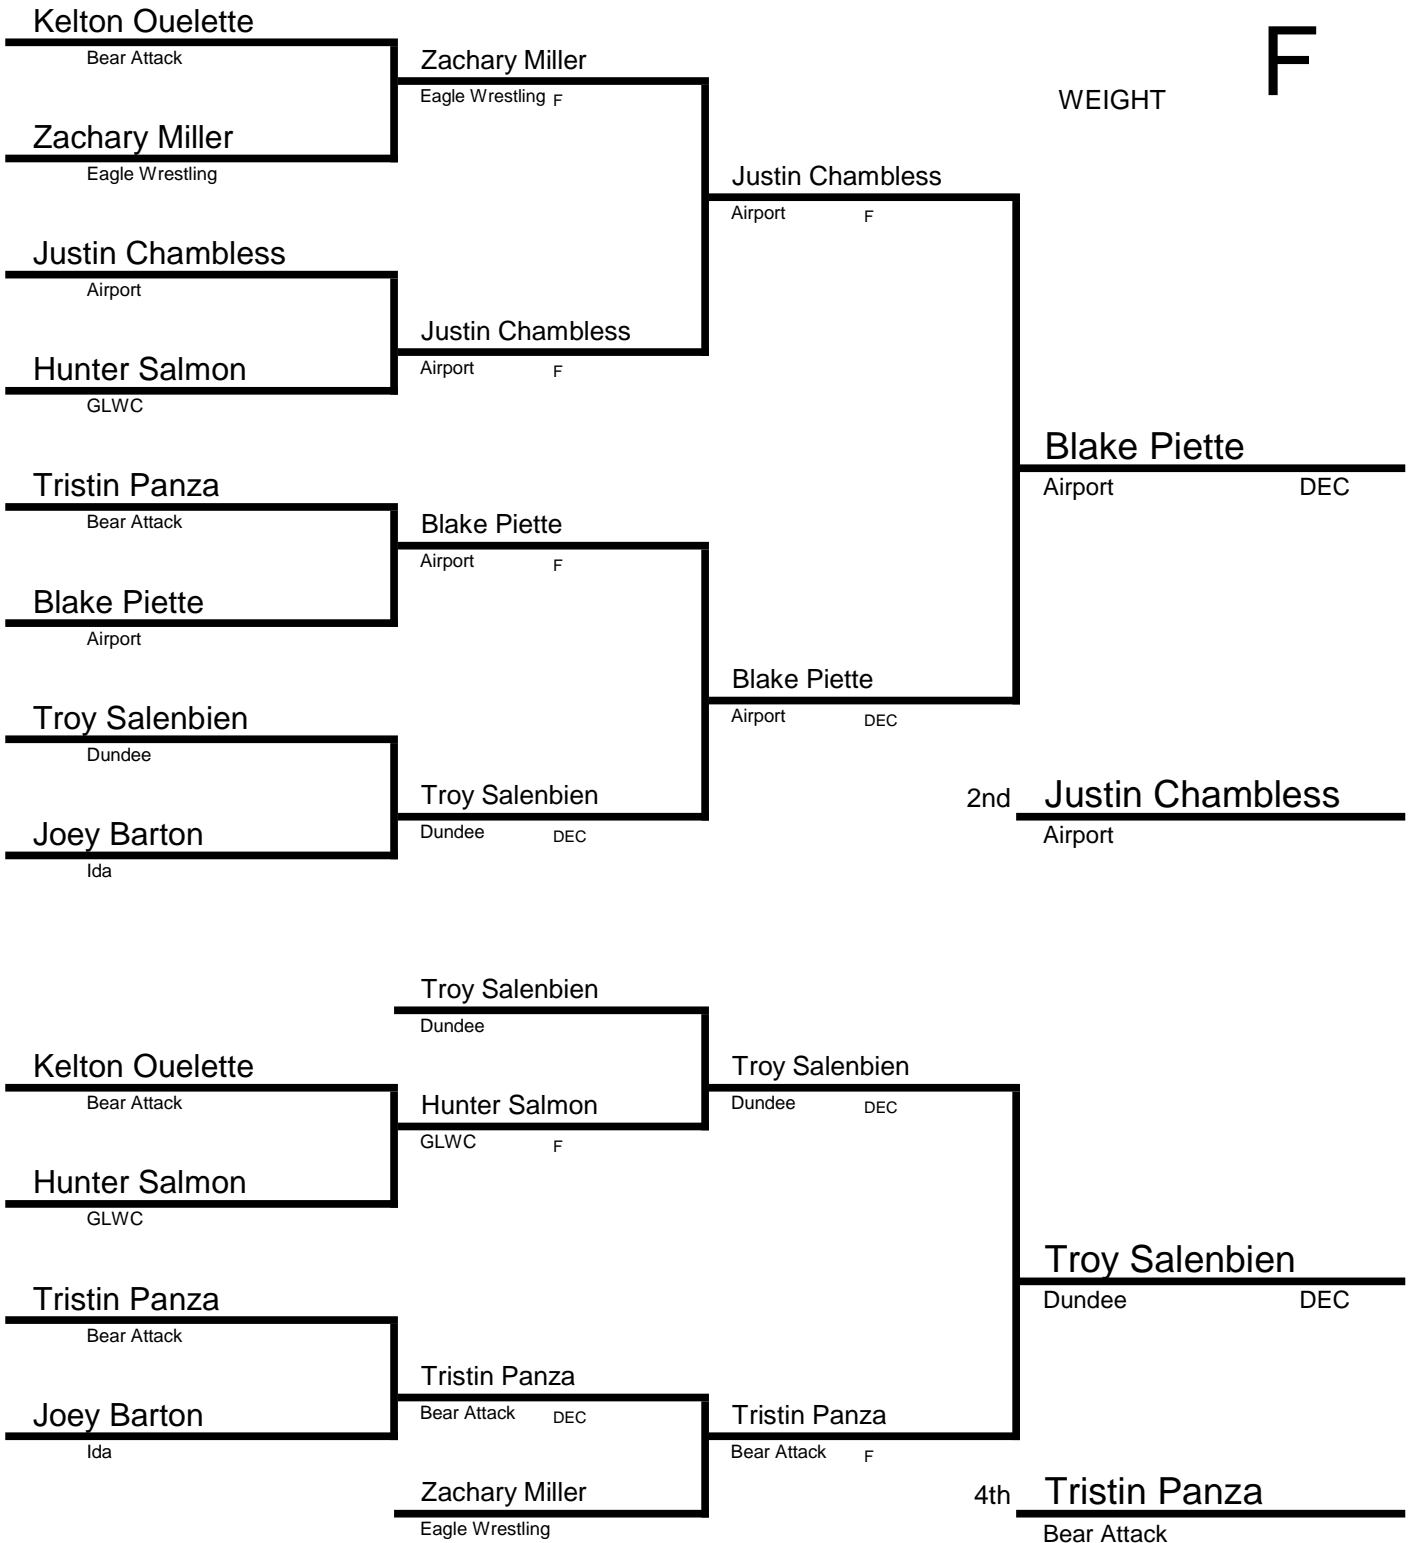 Kelton Ouelette
Bear Attack
Zachary Miller
Eagle Wrestling F
F
WEIGHT
Zachary Miller
Eagle Wrestling
Justin Chambless
Airport F
Justin Chambless
Airport
Justin Chambless
Airport F
Hunter Salmon
GLWC
Blake Piette
Airport DEC
Tristin Panza
Bear Attack
Blake Piette
Airport F
Blake Piette
Airport
Blake Piette
Airport DEC
Troy Salenbien
Dundee
Troy Salenbien
Dundee DEC
2nd Justin Chambless
Airport
Joey Barton
Ida
Troy Salenbien
Dundee
Kelton Ouelette
Bear Attack
Troy Salenbien
Dundee DEC
Hunter Salmon
GLWC F
Hunter Salmon
GLWC
Troy Salenbien
Dundee DEC
Tristin Panza
Bear Attack
Tristin Panza
Bear Attack DEC
Joey Barton
Ida
Tristin Panza
Bear Attack F
Zachary Miller
Eagle Wrestling
4th Tristin Panza
Bear Attack